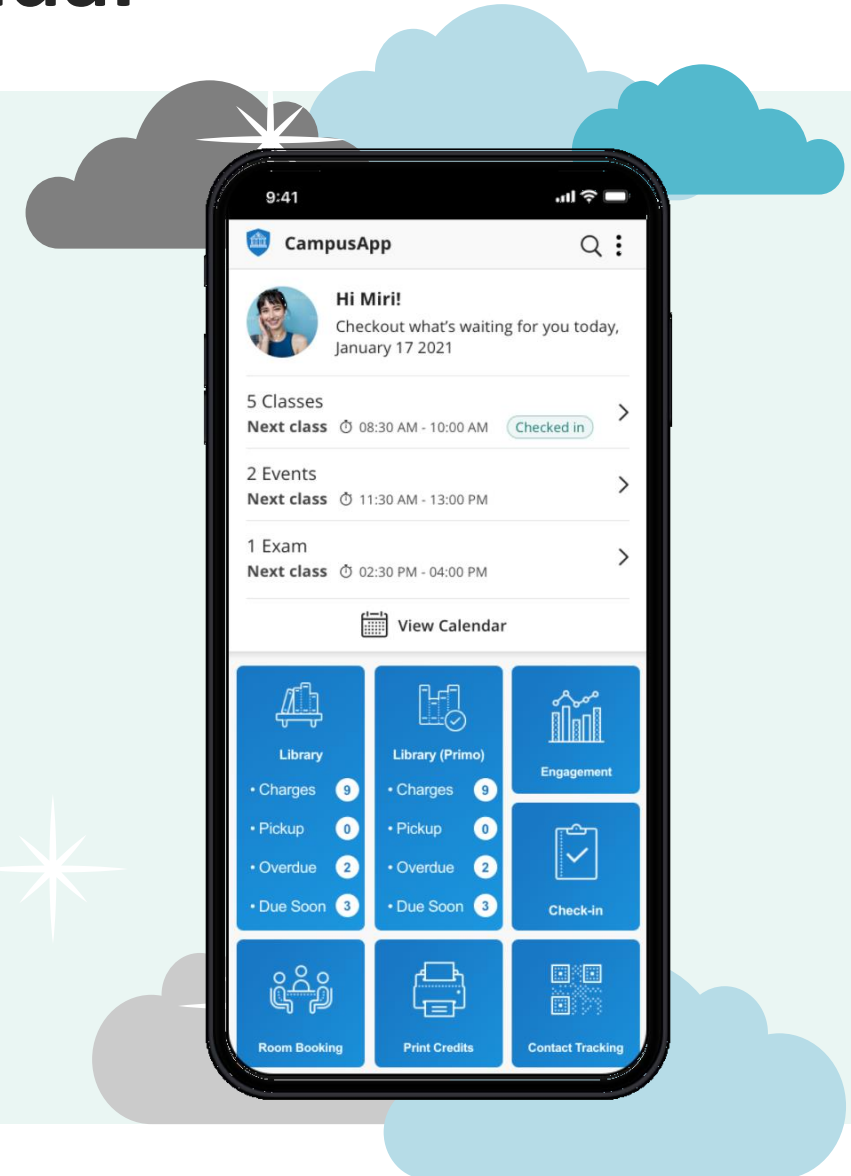 9:41
CampusApp
Hi Miri!
Checkout what's waiting for you today,
January 17 2021
5 Classes
Next class 08:30 AM - 10:00 AM Checked in
2 Events
Next class 11:30 AM - 13:00 PM
1 Exam
Next class 02:30 PM - 04:00 PM
View Calendar
Library
• Charges 9
• Pickup 0
• Overdue 2
• Due Soon 3
Library (Primo)
• Charges 9
• Pickup 0
• Overdue 2
• Due Soon 3
Engagement
Check-in
Room Booking
Print Credits
Contact Tracking